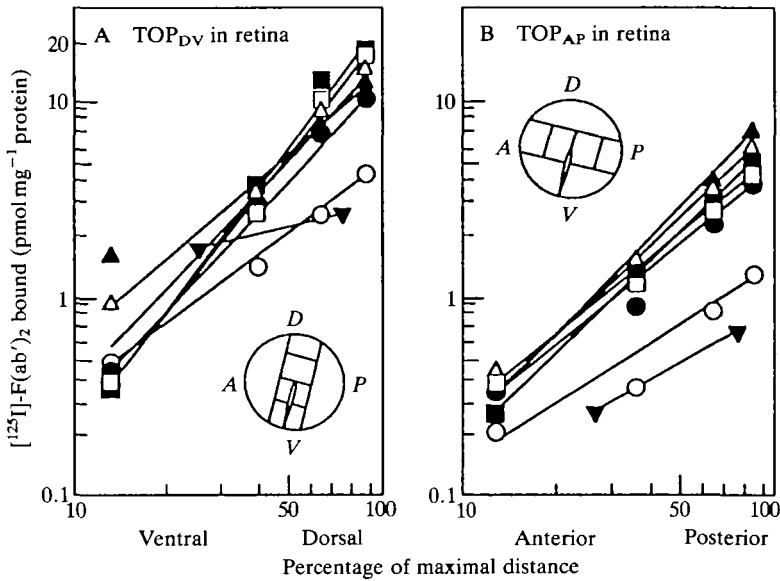 A TOP_DV in retina
B TOP_AP in retina
[¹²⁵I]-F(ab′)₂ bound (pmol mg⁻¹ protein)
10
1
0.1
D
A
P
V
10
1
0.1
D
A
P
V
10
50
100
10
50
100
Ventral
Dorsal
Anterior
Posterior
Percentage of maximal distance